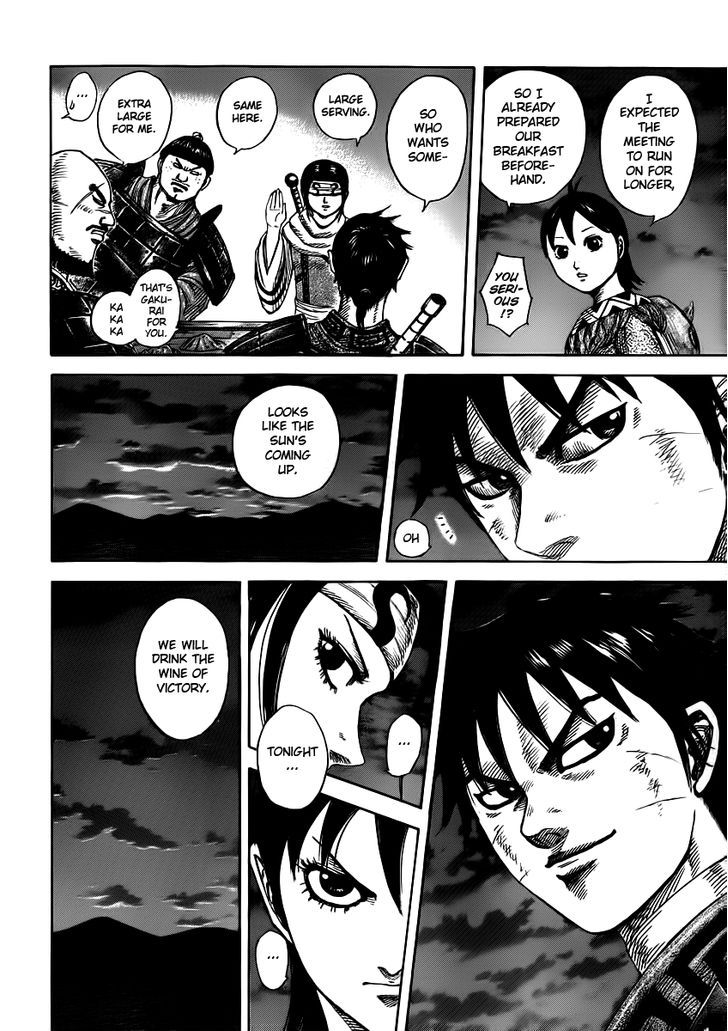 I
EXPECTED
THE
MEETING
TO RUN
ON FOR
LONGER,
SO I
ALREADY
PREPARED
OUR
BREAKFAST
BEFORE-
HAND.
YOU
SERI-
OUS
!?
SO
WHO
WANTS
SOME-
LARGE
SERVING.
SAME
HERE.
EXTRA
LARGE
FOR ME.
...
THAT'S
GAKU-
RAI
FOR
YOU.
KA
KA
KA
OH
LOOKS
LIKE THE
SUN'S
COMING
UP.
...
TONIGHT
...
...
WE WILL
DRINK THE
WINE OF
VICTORY.